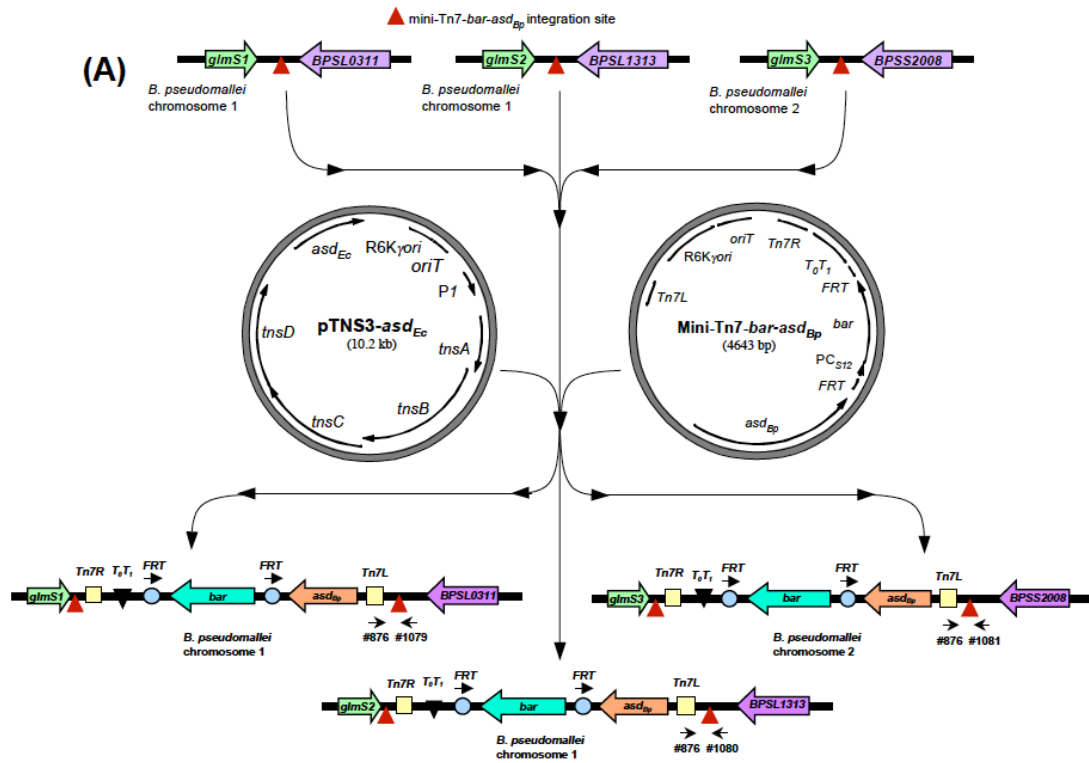 mini-Tn7-bar-asdBp integration site
(A)
glmS1 BPSL0311
glmS2 BPSL1313
glmS3 BPSS2008
B. pseudomallei
chromosome 1
B. pseudomallei
chromosome 1
B. pseudomallei
chromosome 2
asdEc
R6Kγori
oriT
P1
tnsA
tnsB
tnsC
tnsD
pTNS3-asdEc
(10.2 kb)
oriT
R6Kγori
Tn7L
Tn7R
T0T1
FRT
bar
PCS12
FRT
asdBp
Mini-Tn7-bar-asdBp
(4643 bp)
Tn7R T0T1 FRT FRT Tn7L
glmS1 bar asdBp BPSL0311
#876 #1079
B. pseudomallei
chromosome 1
Tn7R T0T1 FRT FRT Tn7L
glmS3 bar asdBp BPSS2008
#876 #1081
B. pseudomallei
chromosome 2
Tn7R T0T1 FRT FRT Tn7L
glmS2 bar asdBp BPSL1313
#876 #1080
B. pseudomallei
chromosome 1